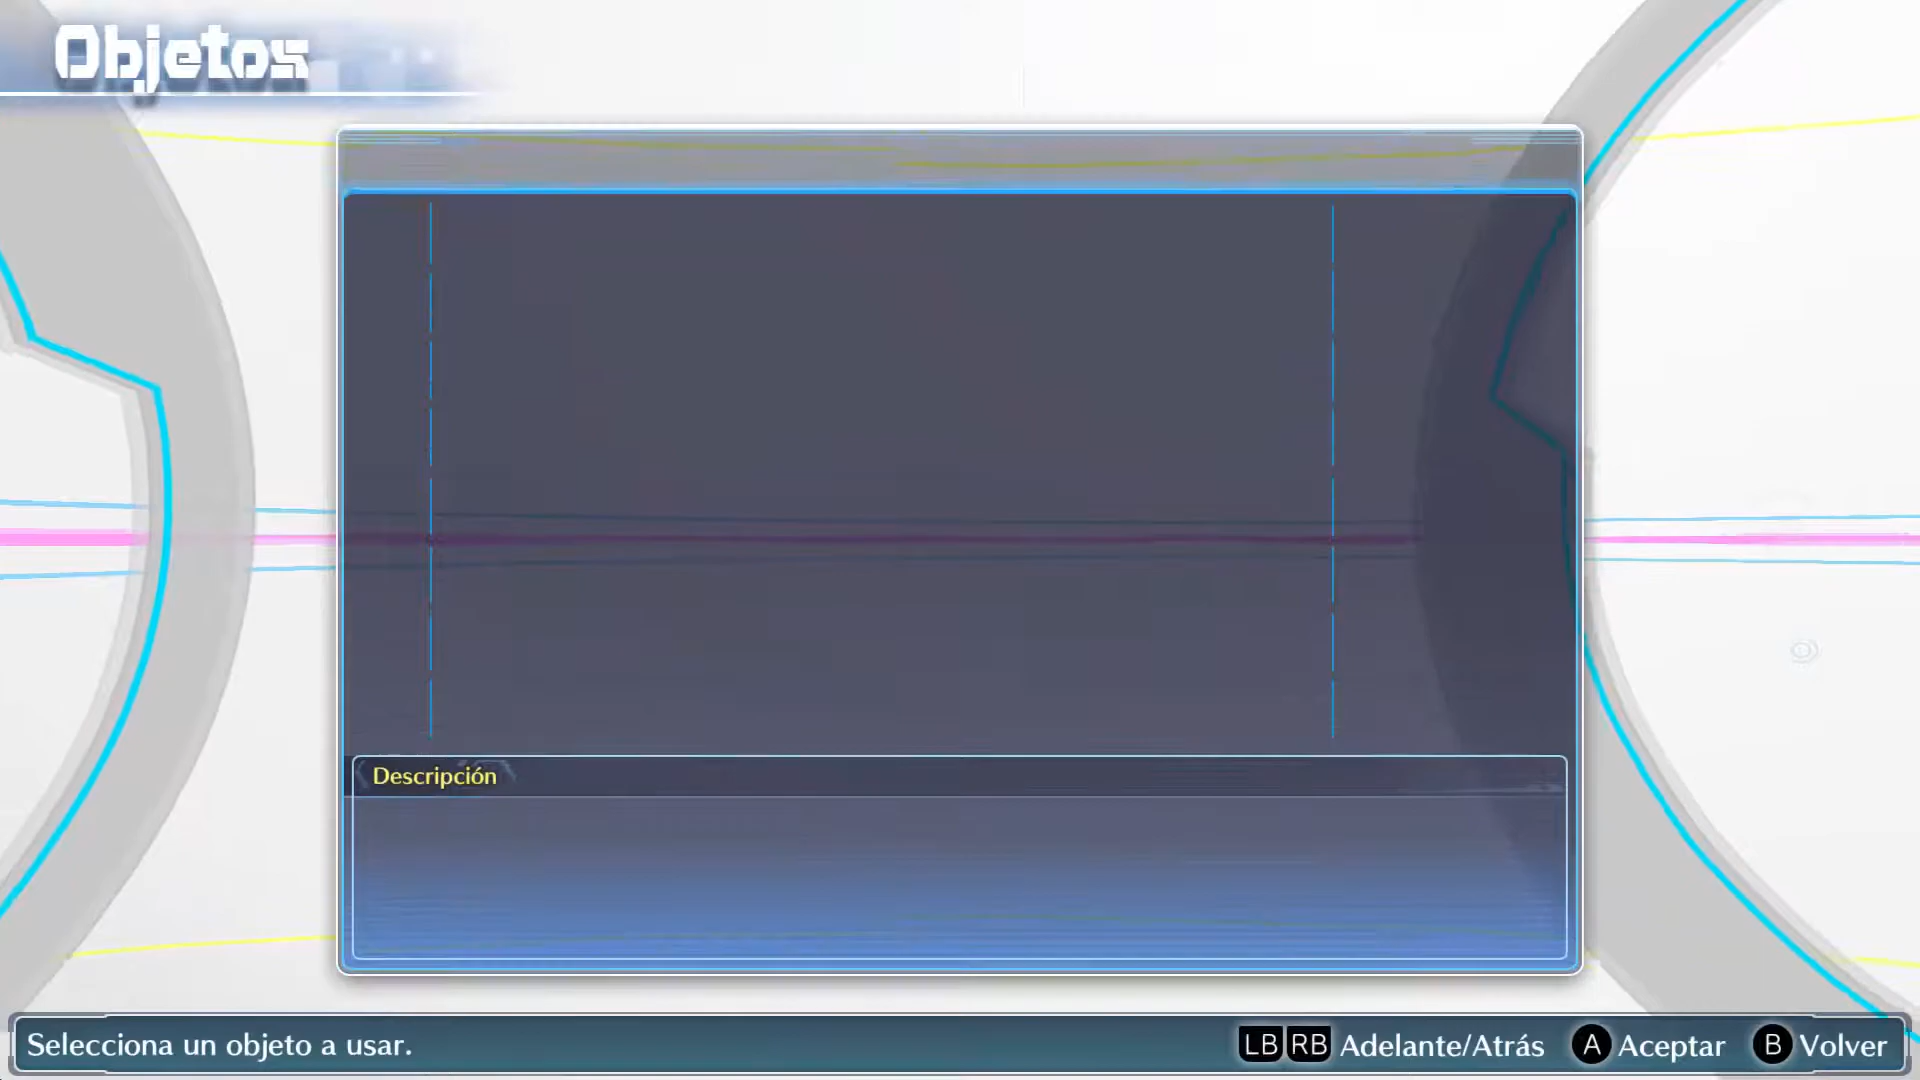 Objetos
Descripción
Selecciona un objeto a usar.
LB RB Adelante/Atrás A Aceptar B Volver